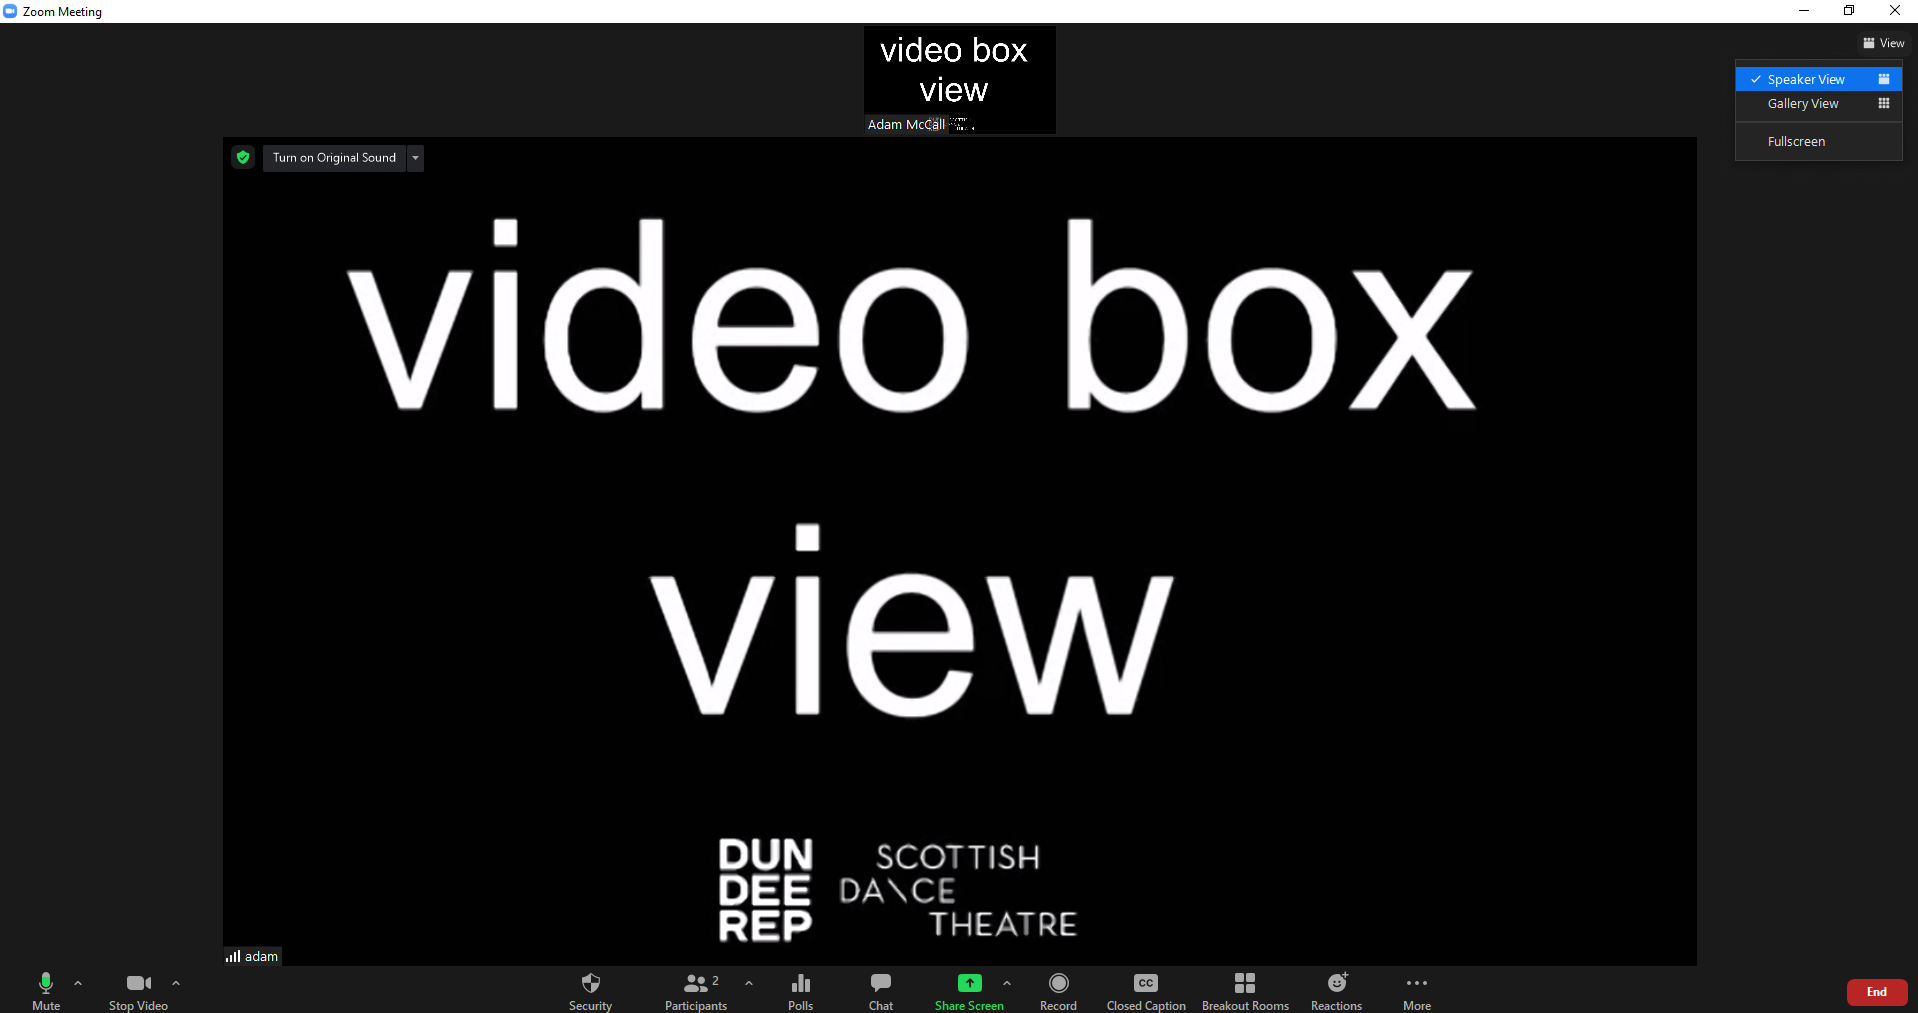 Zoom Meeting
video box
view
Adam McCall
View
Speaker View
Gallery View
Fullscreen
Turn on Original Sound
video box
view
DUN
DEE
REP
SCOTTISH
DANCE
THEATRE
adam
Mute
Stop Video
Security
Participants 2
Polls
Chat
Share Screen
Record
CC
Closed Caption
Breakout Rooms
Reactions
More
End